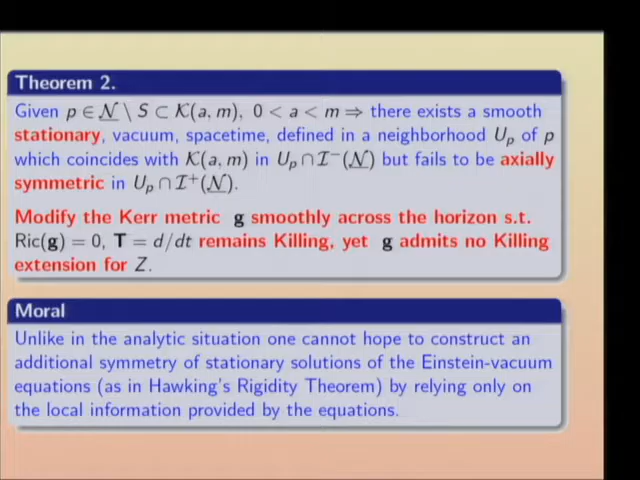 Theorem 2.
Given p ∈ 𝒩 \ S ⊂ 𝒦(a, m), 0 < a < m ⇒ there exists a smooth
stationary, vacuum, spacetime, defined in a neighborhood Uₚ of p
which coincides with 𝒦(a, m) in Uₚ ∩ ℐ⁻(𝒩) but fails to be axially
symmetric in Uₚ ∩ ℐ⁺(𝒩).
Modify the Kerr metric g smoothly across the horizon s.t.
Ric(g) = 0, T = d/dt remains Killing, yet g admits no Killing
extension for Z.
Moral
Unlike in the analytic situation one cannot hope to construct an
additional symmetry of stationary solutions of the Einstein-vacuum
equations (as in Hawking's Rigidity Theorem) by relying only on
the local information provided by the equations.